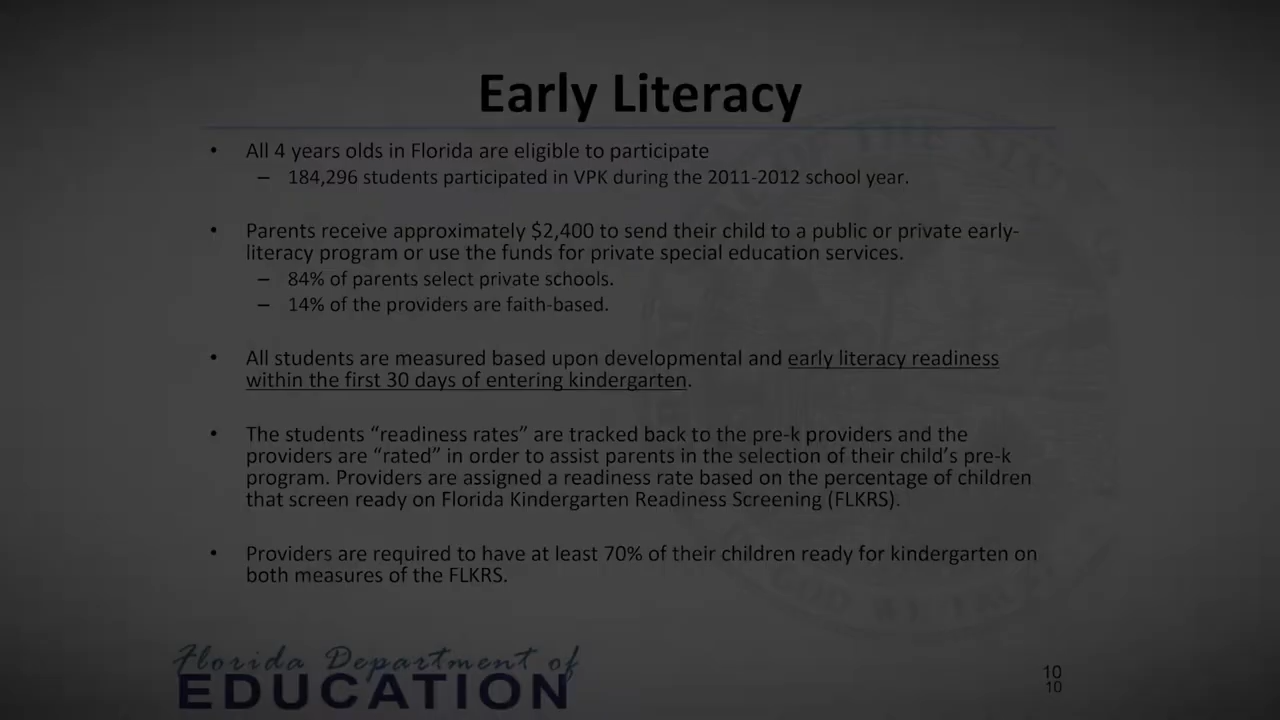 Early Literacy
• All 4 years olds in Florida are eligible to participate
– 184,296 students participated in VPK during the 2011-2012 school year.
• Parents receive approximately $2,400 to send their child to a public or private early-
literacy program or use the funds for private special education services.
– 84% of parents select private schools.
– 14% of the providers are faith-based.
• All students are measured based upon developmental and early literacy readiness
within the first 30 days of entering kindergarten.
• The students “readiness rates” are tracked back to the pre-k providers and the
providers are “rated” in order to assist parents in the selection of their child’s pre-k
program. Providers are assigned a readiness rate based on the percentage of children
that screen ready on Florida Kindergarten Readiness Screening (FLKRS).
• Providers are required to have at least 70% of their children ready for kindergarten on
both measures of the FLKRS.
Florida Department of
EDUCATION
10
10